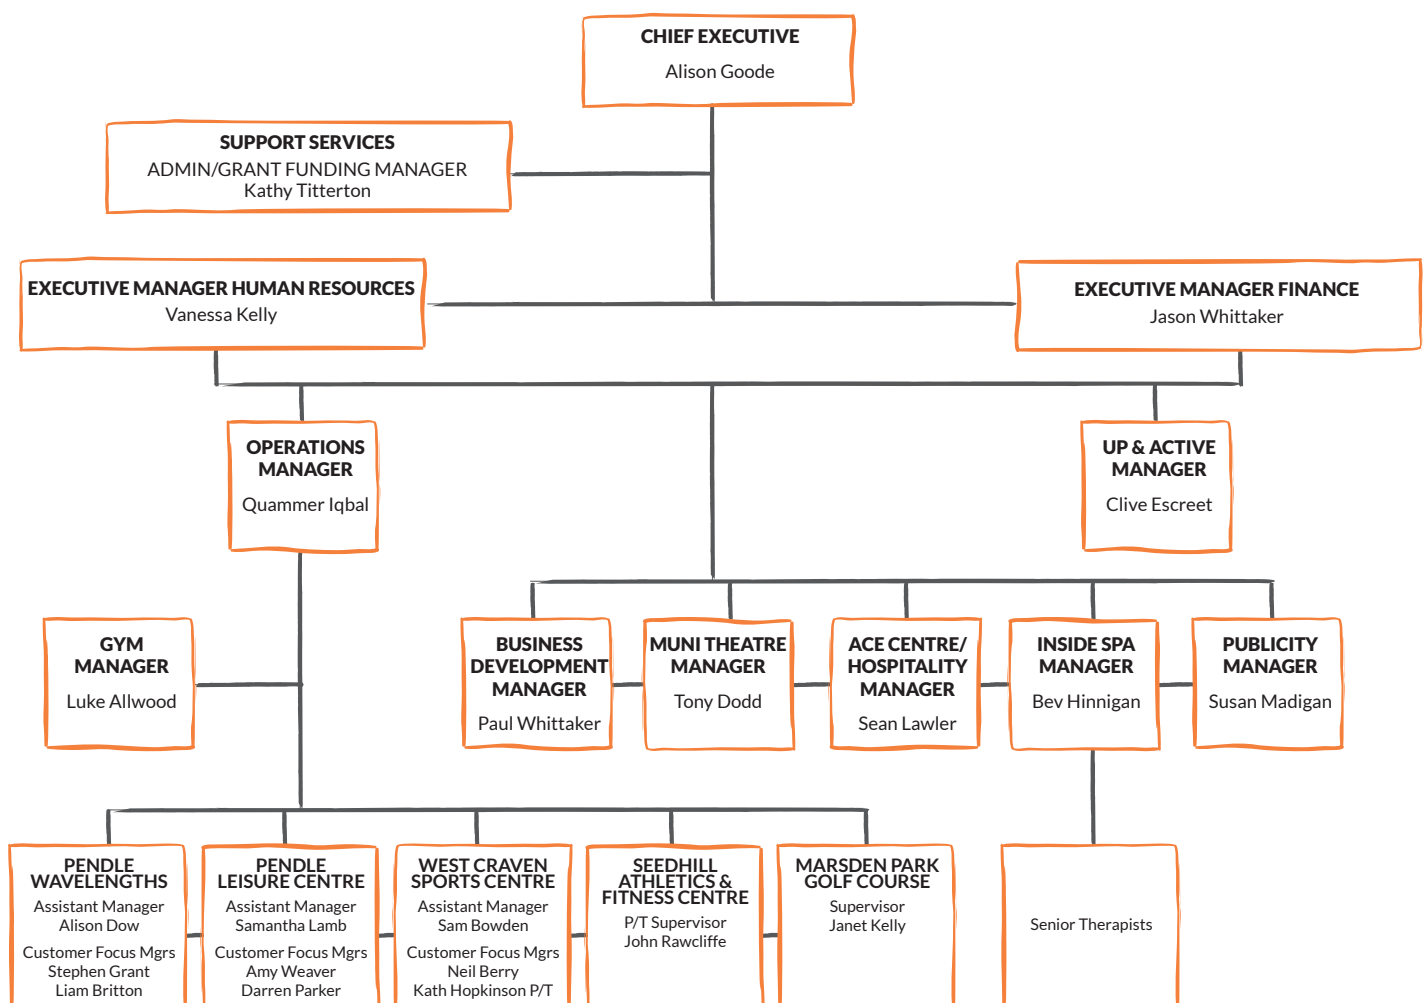 CHIEF EXECUTIVE
Alison Goode
SUPPORT SERVICES
ADMIN/GRANT FUNDING MANAGER
Kathy Titterton
EXECUTIVE MANAGER HUMAN RESOURCES
Vanessa Kelly
EXECUTIVE MANAGER FINANCE
Jason Whittaker
OPERATIONS
MANAGER
Quammer Iqbal
UP & ACTIVE
MANAGER
Clive Escreet
GYM
MANAGER
Luke Allwood
BUSINESS
DEVELOPMENT
MANAGER
Paul Whittaker
MUNI THEATRE
MANAGER
Tony Dodd
ACE CENTRE/
HOSPITALITY
MANAGER
Sean Lawler
INSIDE SPA
MANAGER
Bev Hinnigan
PUBLICITY
MANAGER
Susan Madigan
PENDLE
WAVELENGTHS
Assistant Manager
Alison Dow
Customer Focus Mgrs
Stephen Grant
Liam Britton
PENDLE
LEISURE CENTRE
Assistant Manager
Samantha Lamb
Customer Focus Mgrs
Amy Weaver
Darren Parker
WEST CRAVEN
SPORTS CENTRE
Assistant Manager
Sam Bowden
Customer Focus Mgrs
Neil Berry
Kath Hopkinson P/T
SEEDHILL
ATHLETICS &
FITNESS CENTRE
P/T Supervisor
John Rawcliffe
MARSDEN PARK
GOLF COURSE
Supervisor
Janet Kelly
Senior Therapists